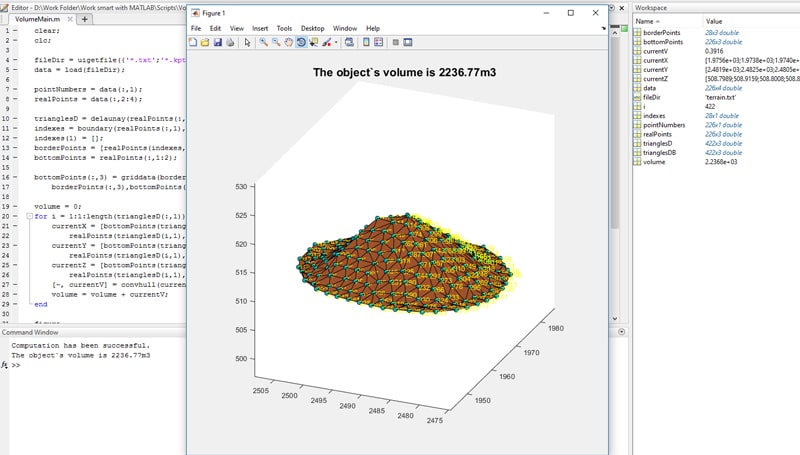 Editor - D:\Work Folder\Work smart with MATLAB\Scripts\Vo
VolumeMain.m
1 - clear;
2 - clc;
3
4 - fileDir = uigetfile({'*.txt';'*.kpt
5 - data = load(fileDir);
6
7 - pointNumbers = data(:,1);
8 - realPoints = data(:,2:4);
9
10 - trianglesD = delaunay(realPoints(:,
11 - indexes = boundary(realPoints(:,1),
12 - indexes(1) = [];
13 - borderPoints = [realPoints(indexes,
14 - bottomPoints = realPoints(:,1:2);
15
16 - bottomPoints(:,3) = griddata(border
17 borderPoints(:,3),bottomPoints(
18
19 - volume = 0;
20 - for i = 1:1:length(trianglesD(:,1))
21 - currentX = [bottomPoints(triang
22 realPoints(trianglesD(i,1),
23 - currentY = [bottomPoints(triang
24 realPoints(trianglesD(i,1),
25 - currentZ = [bottomPoints(triang
26 realPoints(trianglesD(i,1),
27 - [~, currentV] = convhull(current
28 - volume = volume + currentV;
29 - end
30
31 figure
Command Window
Computation has been successful.
The object`s volume is 2236.77m3
fx >>
Figure 1
File Edit View Insert Tools Desktop Window Help
The object`s volume is 2236.77m3
530
525
520
515
510
505
500
2505
2500
2495
2490
2485
2480
2475
1980
1970
1960
1950
Workspace
Name Value
borderPoints 28x3 double
bottomPoints 226x3 double
currentV 0.3916
currentX [1.9756e+03;1.9738e+03;1.9740e+
currentY [2.4819e+03;2.4825e+03;2.4805e+
currentZ [508.7989;509.9159;508.8008;508.8
data 226x4 double
fileDir 'terrain.txt'
i 422
indexes 28x1 double
pointNumbers 226x1 double
realPoints 226x3 double
trianglesD 422x3 double
trianglesDB 422x3 double
volume 2.2368e+03